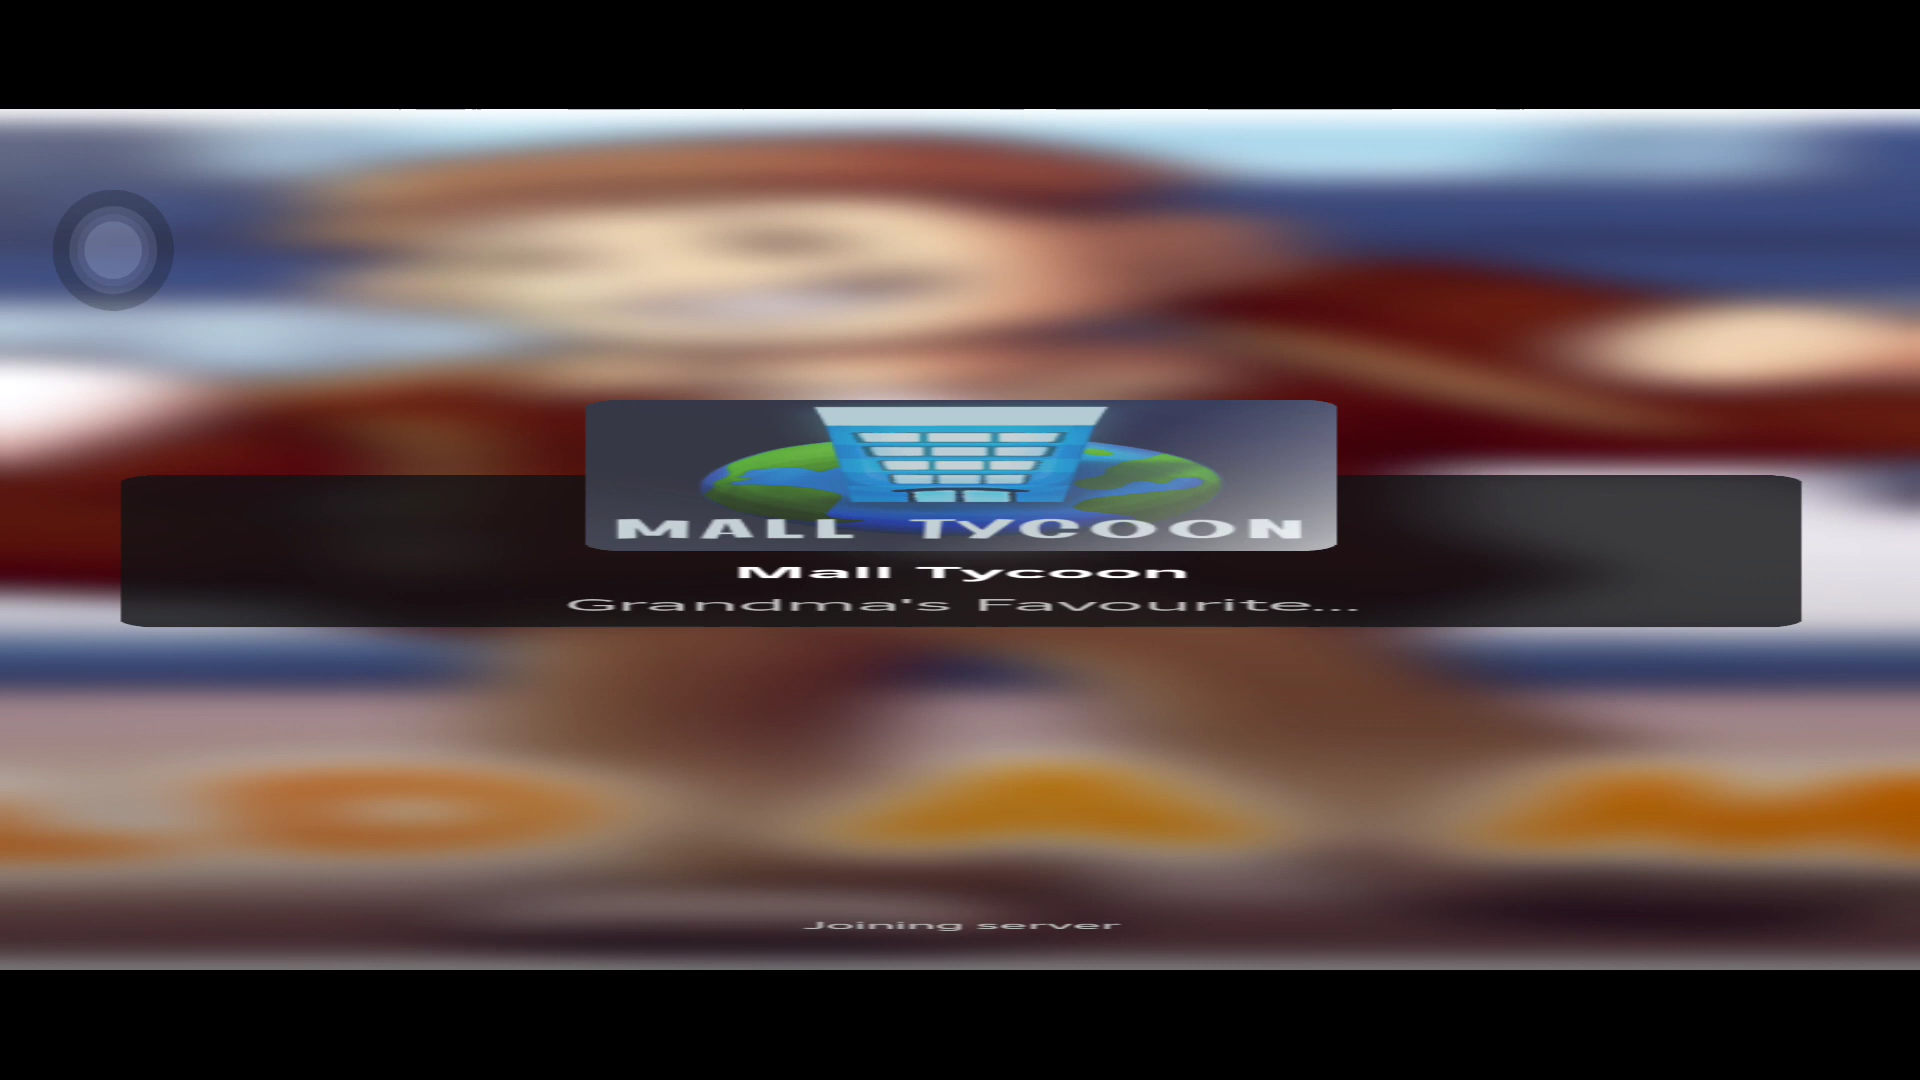 MALL TYCOON
Mall Tycoon
Grandma's Favourite...
Joining server